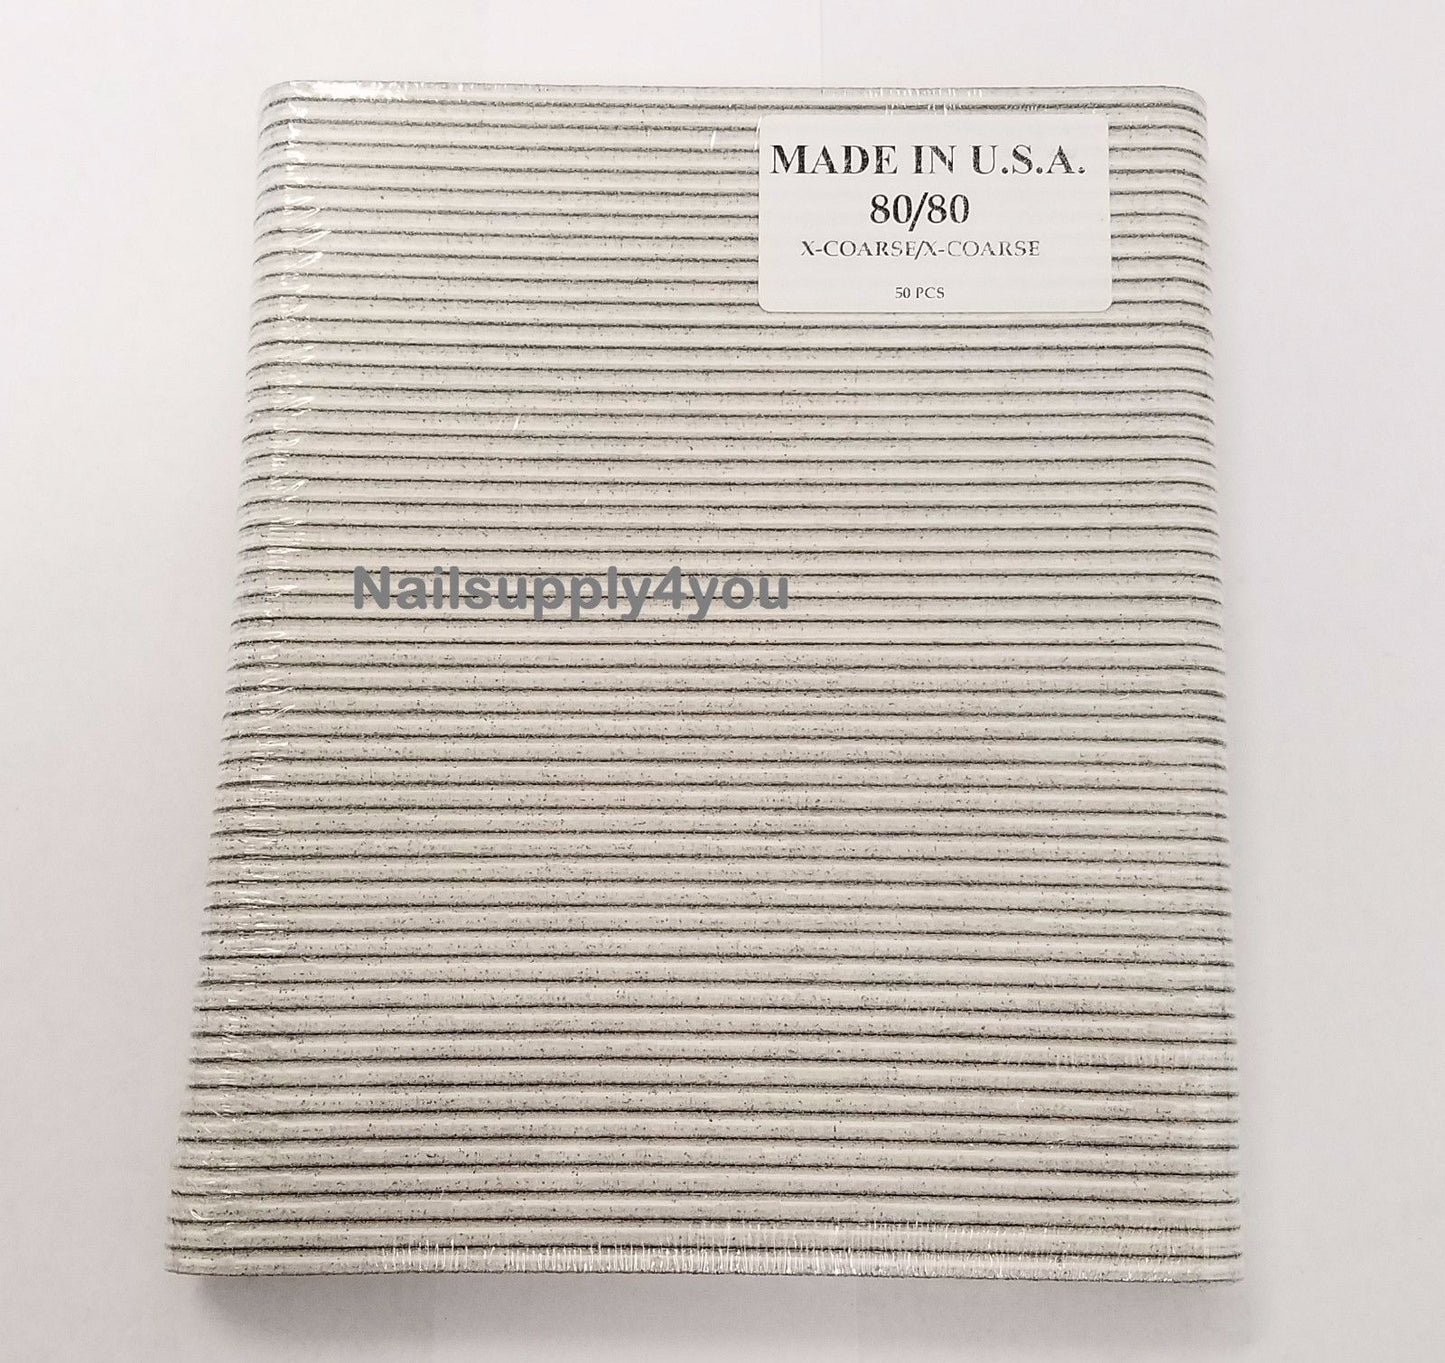 MADE IN U.S.A.
80/80
X-COARSE/X-COARSE
50 PCS
Nailsupply4you